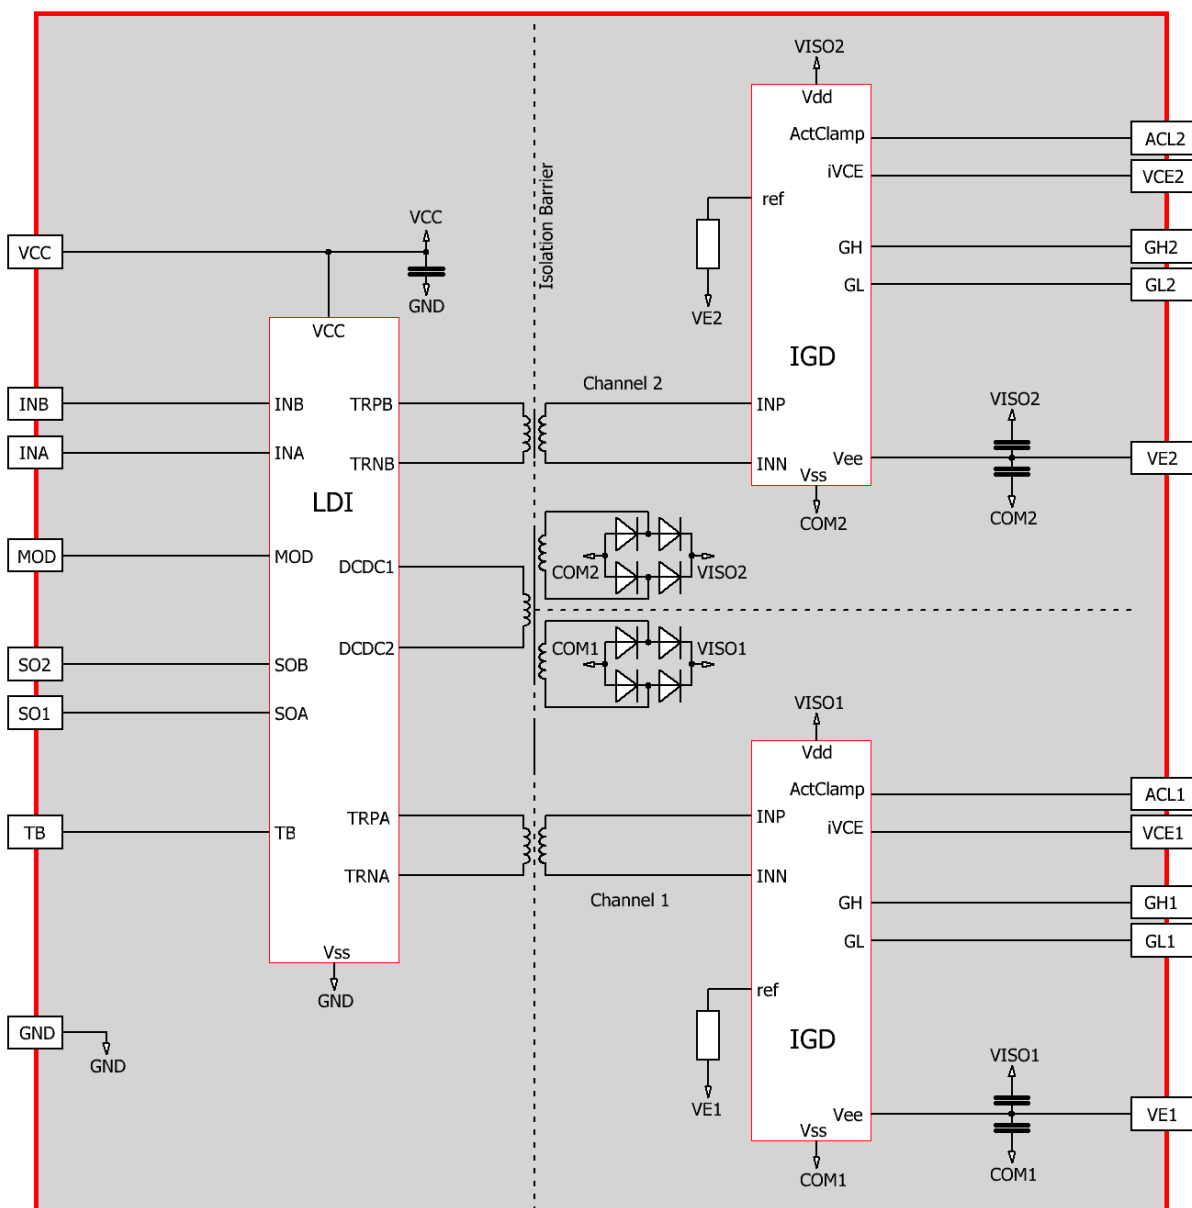 VISO2
Vdd
ActClamp
ACL2
iVCE
VCE2
Isolation Barrier
ref
VCC
VCC
GH
GH2
GL
GL2
GND
VE2
VCC
IGD
Channel 2
VISO2
INB
INB
TRPB
INP
INA
INA
TRNB
INN
Vee
VE2
Vss
LDI
COM2
COM2
MOD
MOD
DCDC1
COM2
VISO2
SO2
SOB
DCDC2
COM1
VISO1
SO1
SOA
VISO1
Vdd
ActClamp
ACL1
TB
TB
TRPA
INP
iVCE
VCE1
TRNA
INN
Channel 1
GH
GH1
GL
GL1
Vss
GND
ref
GND
GND
IGD
VISO1
VE1
Vee
VE1
Vss
COM1
COM1